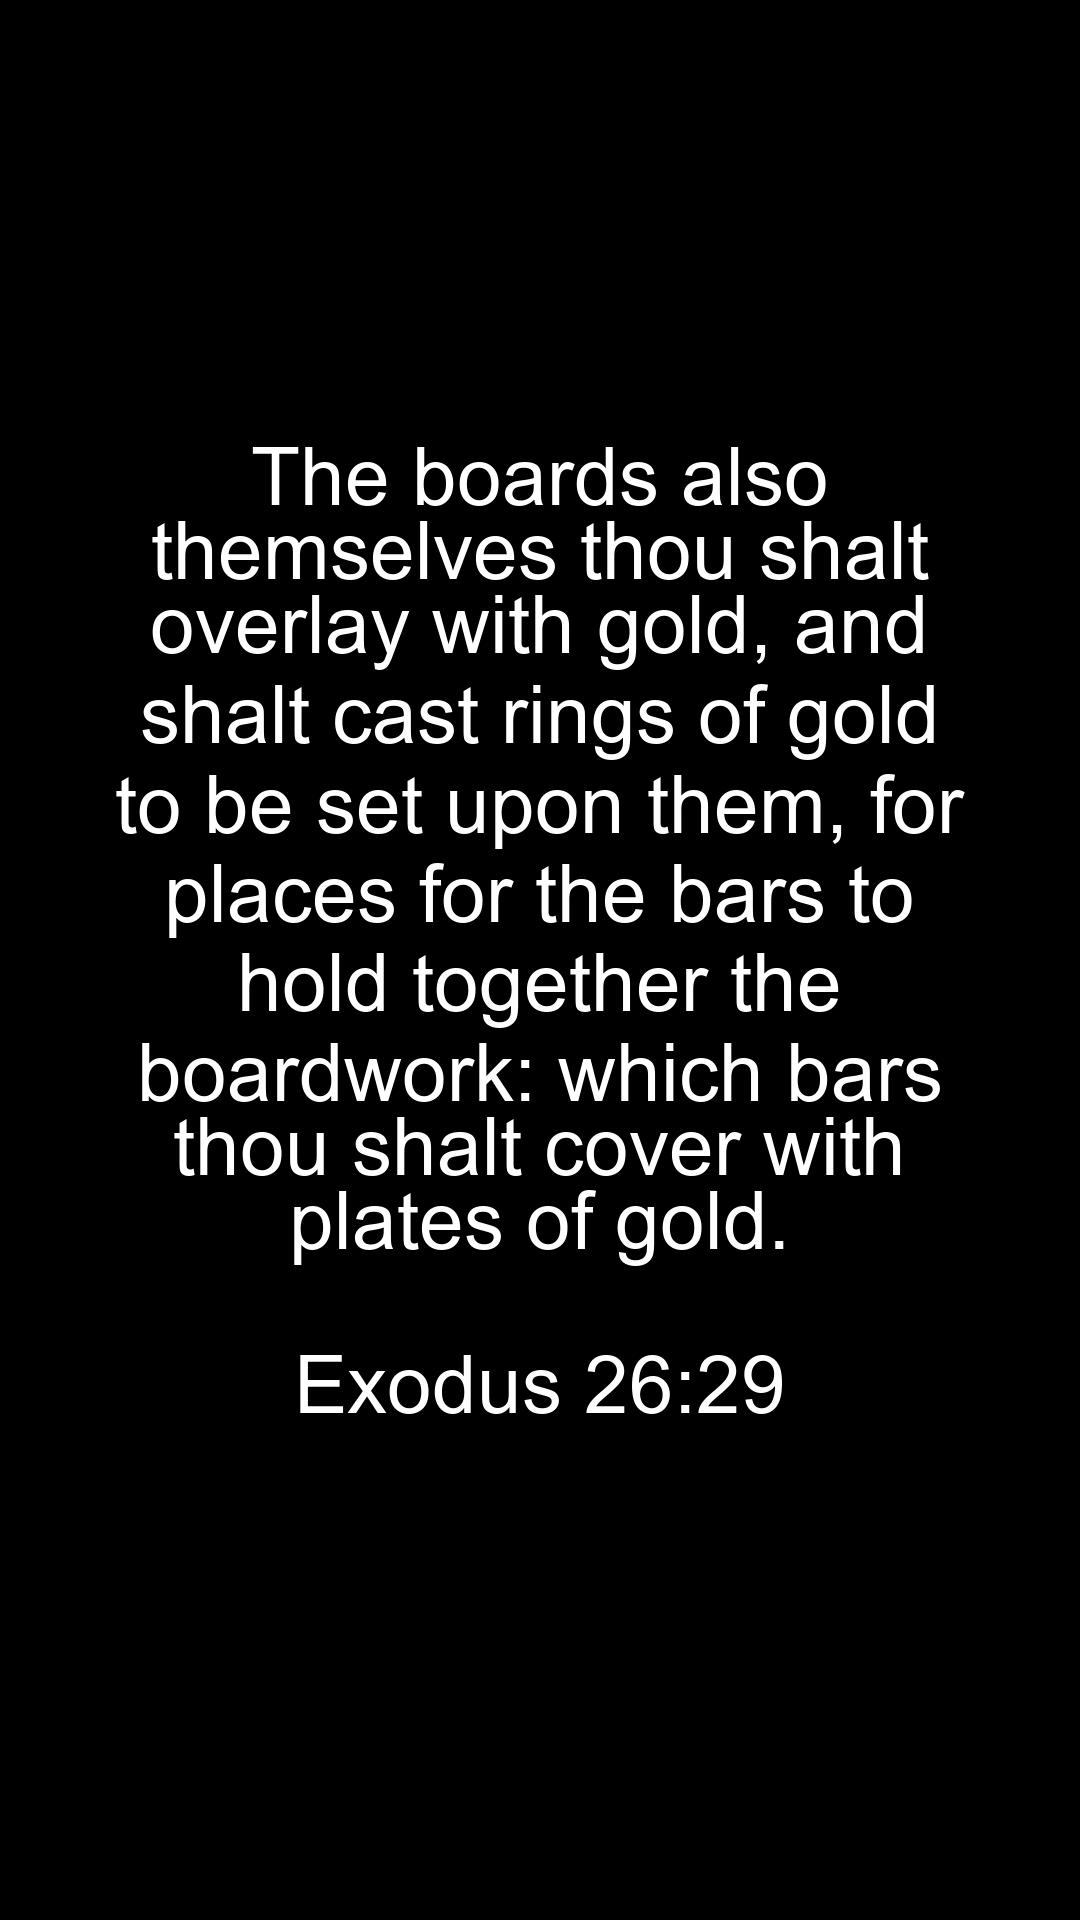 The boards also
themselves thou shalt
overlay with gold, and
shalt cast rings of gold
to be set upon them, for
places for the bars to
hold together the
boardwork: which bars
thou shalt cover with
plates of gold.
Exodus 26:29